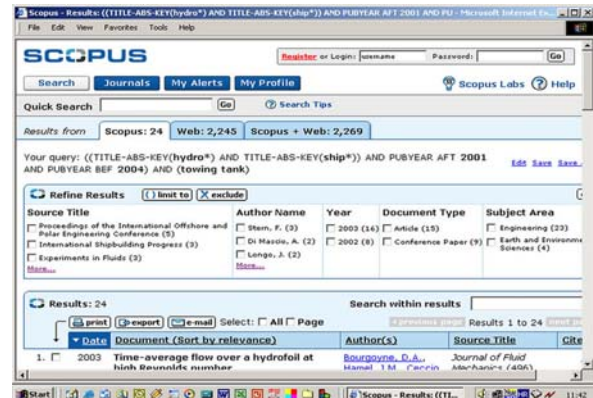 Scopus - Results: ((TITLE-ABS-KEY(hydro*) AND TITLE-ABS-KEY(ship*)) AND PUBYEAR AFT 2001 AND PU - Microsoft Internet Ex...
File Edit View Favorites Tools Help
SCOPUS
Register or Login: username Password: Go
Search Journals My Alerts My Profile Scopus Labs Help
Quick Search Go Search Tips
Results from Scopus: 24 Web: 2,245 Scopus + Web: 2,269
Your query: ((TITLE-ABS-KEY(hydro*) AND TITLE-ABS-KEY(ship*)) AND PUBYEAR AFT 2001
AND PUBYEAR BEF 2004) AND (towing tank) Edit Save Save
Refine Results limit to exclude
Source Title Author Name Year Document Type Subject Area
Proceedings of the International Offshore and
Polar Engineering Conference (5)
International Shipbuilding Progress (3)
Experiments in Fluids (3)
More...
Stern, F. (3)
Di Mascio, A. (2)
Longo, J. (2)
More...
2003 (16)
2002 (8)
Article (15)
Conference Paper (9)
Engineering (23)
Earth and Environme
Sciences (4)
Results: 24 Search within results
print export e-mail Select: All Page previous page Results 1 to 24 next
Date Document (Sort by relevance) Author(s) Source Title Cite
1. 2003 Time-average flow over a hydrofoil at Bourgoyne, D.A., Journal of Fluid
high Reynolds number Hamel, J.M., Ceccio Mechanics (496)
Start Scopus - Results: ((TI... 11:42